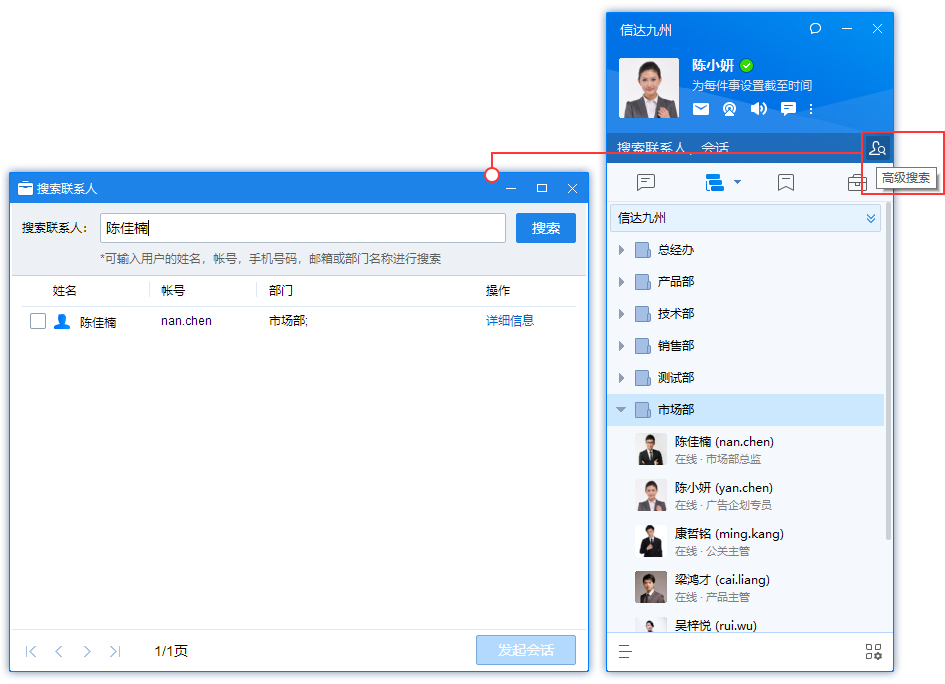 信达九州
陈小妍
为每件事设置截至时间
搜索联系人、会话
高级搜索
信达九州
总经办
产品部
技术部
销售部
测试部
市场部
陈佳楠 (nan.chen)
在线 · 市场部总监
陈小妍 (yan.chen)
在线 · 广告企划专员
康哲铭 (ming.kang)
在线 · 公关主管
梁鸿才 (cai.liang)
在线 · 产品主管
吴梓悦 (rui.wu)
搜索联系人
搜索联系人： 陈佳楠 搜索
*可输入用户的姓名，帐号，手机号码，邮箱或部门名称进行搜索
姓名 帐号 部门 操作
陈佳楠 nan.chen 市场部; 详细信息
1/1页 发起会话